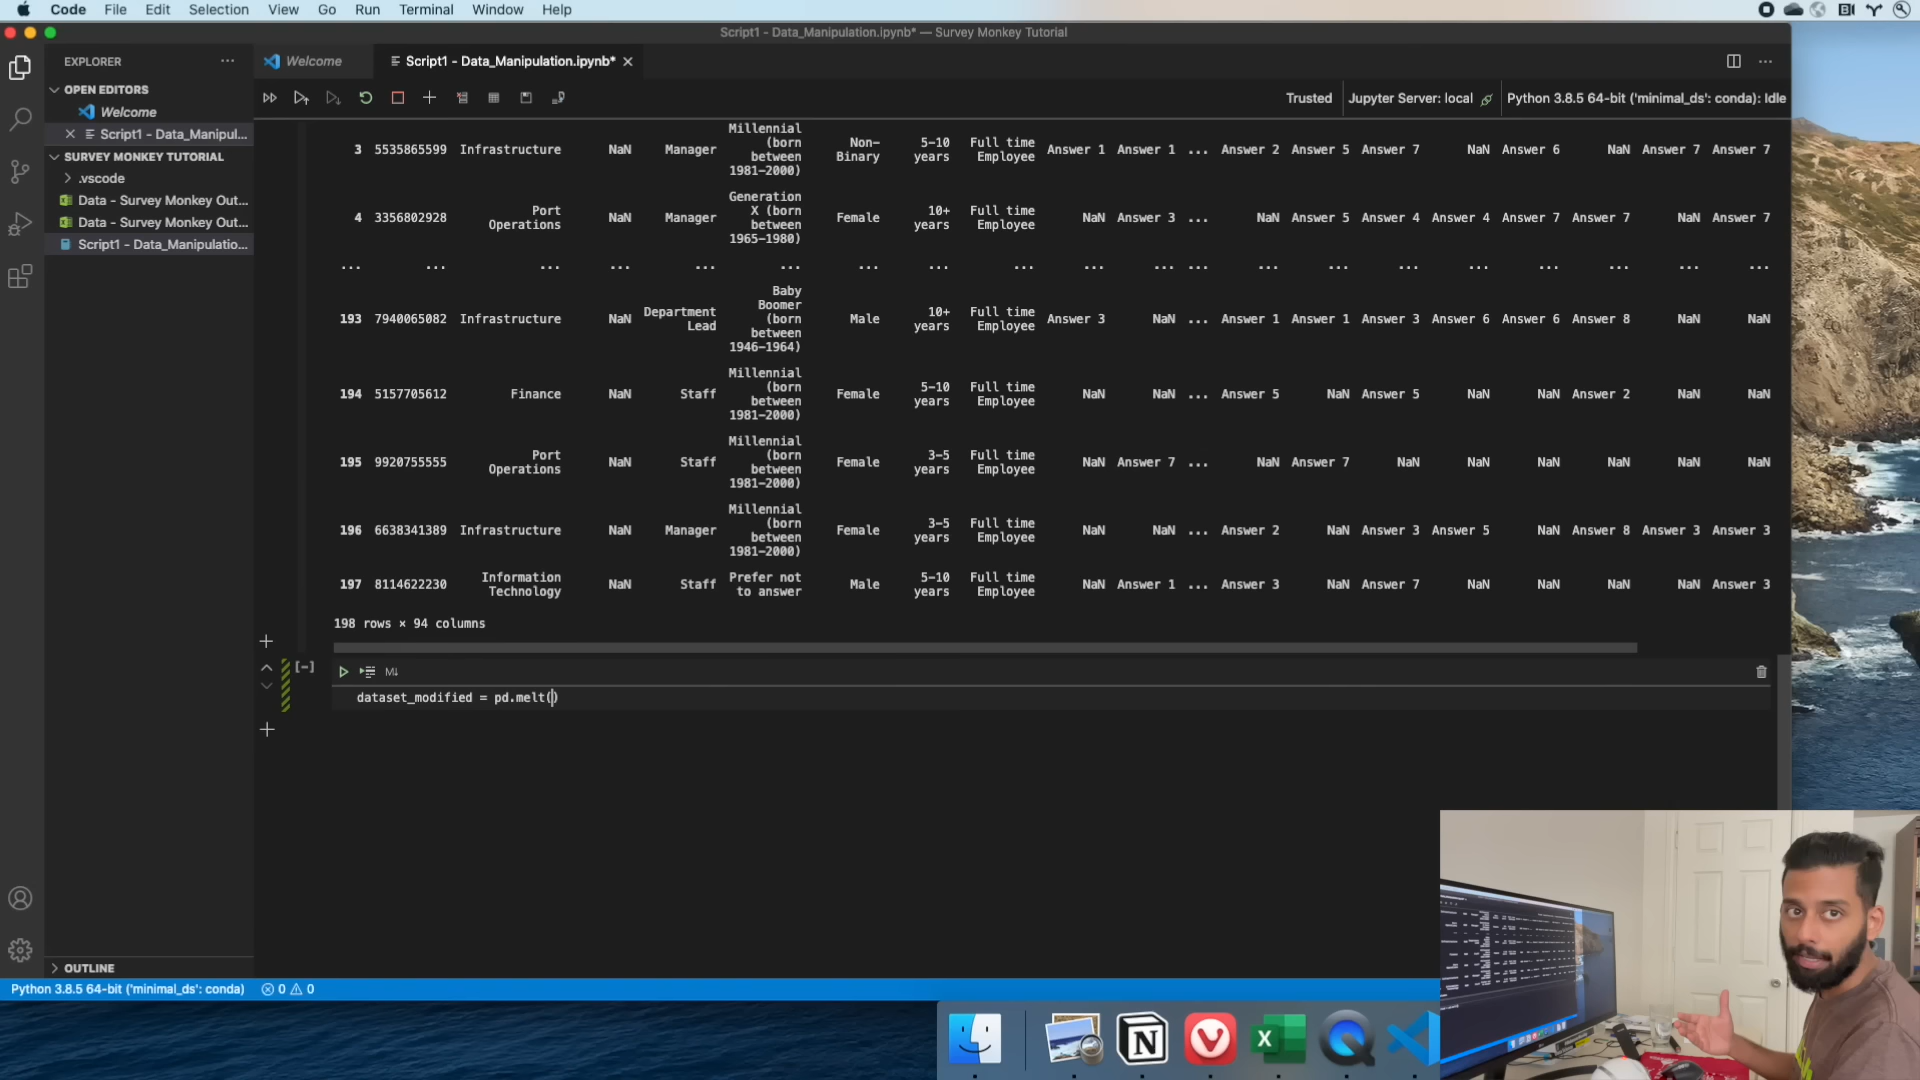 Code File Edit Selection View Go Run Terminal Window Help
Script1 - Data_Manipulation.ipynb* — Survey Monkey Tutorial
EXPLORER
Welcome
Script1 - Data_Manipulation.ipynb*
OPEN EDITORS
Welcome
Script1 - Data_Manipul...
SURVEY MONKEY TUTORIAL
.vscode
Data - Survey Monkey Out...
Data - Survey Monkey Out...
Script1 - Data_Manipulatio...
OUTLINE
Trusted Jupyter Server: local Python 3.8.5 64-bit ('minimal_ds': conda): Idle
3 5535865599 Infrastructure NaN Manager Millennial (born between 1981-2000) Non-Binary 5-10 years Full time Employee Answer 1 Answer 1 ... Answer 2 Answer 5 Answer 7 NaN Answer 6 NaN Answer 7 Answer 7
4 3356802928 Port Operations NaN Manager Generation X (born between 1965-1980) Female 10+ years Full time Employee NaN Answer 3 ... NaN Answer 5 Answer 4 Answer 4 Answer 7 Answer 7 NaN Answer 7
... ... ... ... ... ... ... ... ... ... ... ... ... ... ... ... ... ... ... ...
193 7940065082 Infrastructure NaN Department Lead Baby Boomer (born between 1946-1964) Male 10+ years Full time Employee Answer 3 NaN ... Answer 1 Answer 1 Answer 3 Answer 6 Answer 6 Answer 8 NaN NaN
194 5157705612 Finance NaN Staff Millennial (born between 1981-2000) Female 5-10 years Full time Employee NaN NaN ... Answer 5 NaN Answer 5 NaN NaN Answer 2 NaN NaN
195 9920755555 Port Operations NaN Staff Millennial (born between 1981-2000) Female 3-5 years Full time Employee NaN Answer 7 ... NaN Answer 7 NaN NaN NaN NaN NaN NaN
196 6638341389 Infrastructure NaN Manager Millennial (born between 1981-2000) Female 3-5 years Full time Employee NaN NaN ... Answer 2 Answer 3 Answer 3 Answer 5 NaN Answer 8 Answer 3 Answer 3
197 8114622230 Information Technology NaN Staff Prefer not to answer Male 5-10 years Full time Employee NaN Answer 1 ... Answer 3 NaN Answer 7 NaN NaN NaN NaN Answer 3
198 rows × 94 columns
[-]
M↓
dataset_modified = pd.melt()
Python 3.8.5 64-bit ('minimal_ds': conda) 0 0